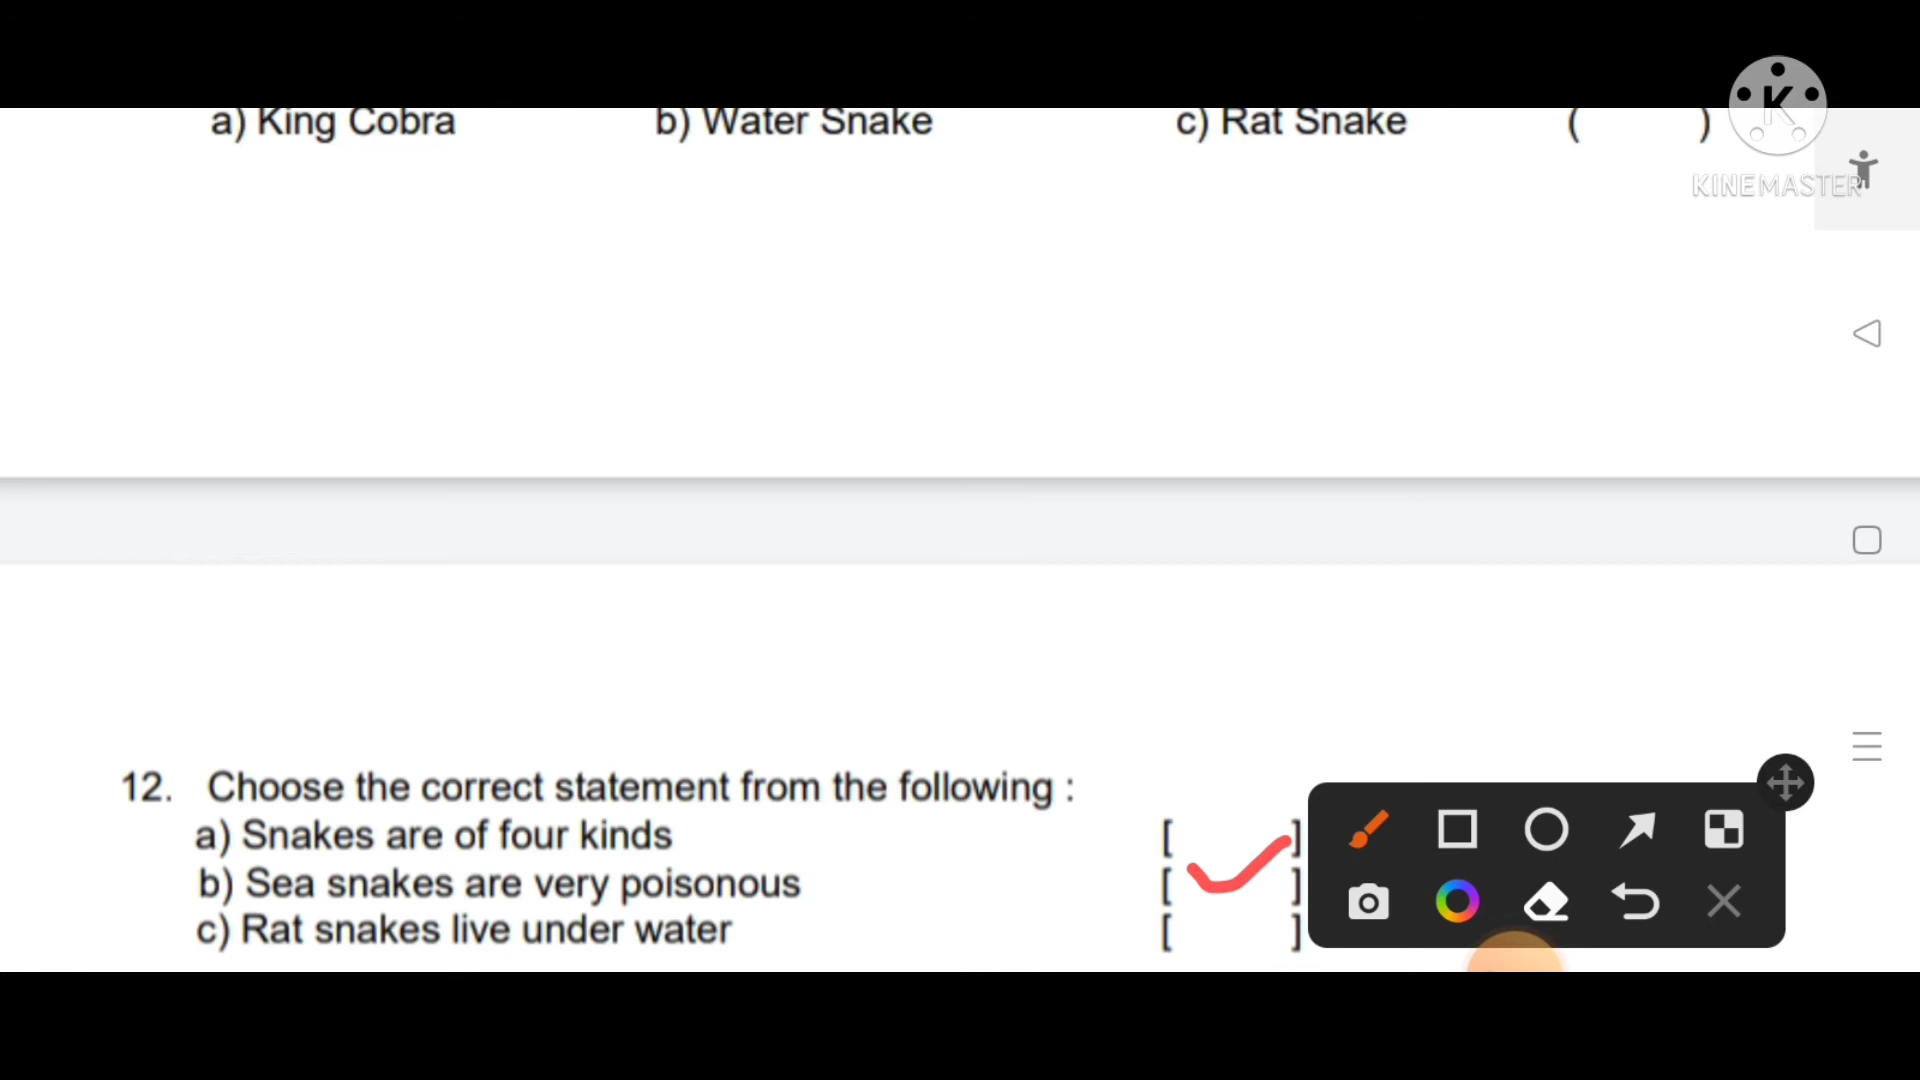 a) King Cobra b) Water Snake c) Rat Snake ( )
K
KINEMASTER
12. Choose the correct statement from the following :
a) Snakes are of four kinds [ ]
b) Sea snakes are very poisonous [ ]
c) Rat snakes live under water [ ]